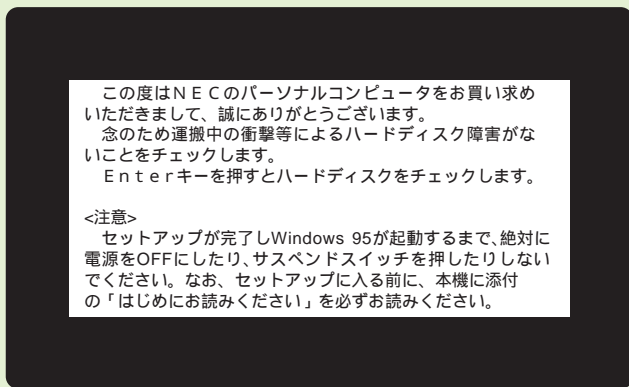 この度はＮＥＣのパーソナルコンピュータをお買い求め
いただきまして、誠にありがとうございます。
　念のため運搬中の衝撃等によるハードディスク障害がな
いことをチェックします。
　Ｅｎｔｅｒキーを押すとハードディスクをチェックします。
<注意>
　セットアップが完了しWindows 95が起動するまで、絶対に
電源をOFFにしたり、サスペンドスイッチを押したりしない
でください。なお、セットアップに入る前に、本機に添付
の「はじめにお読みください」を必ずお読みください。